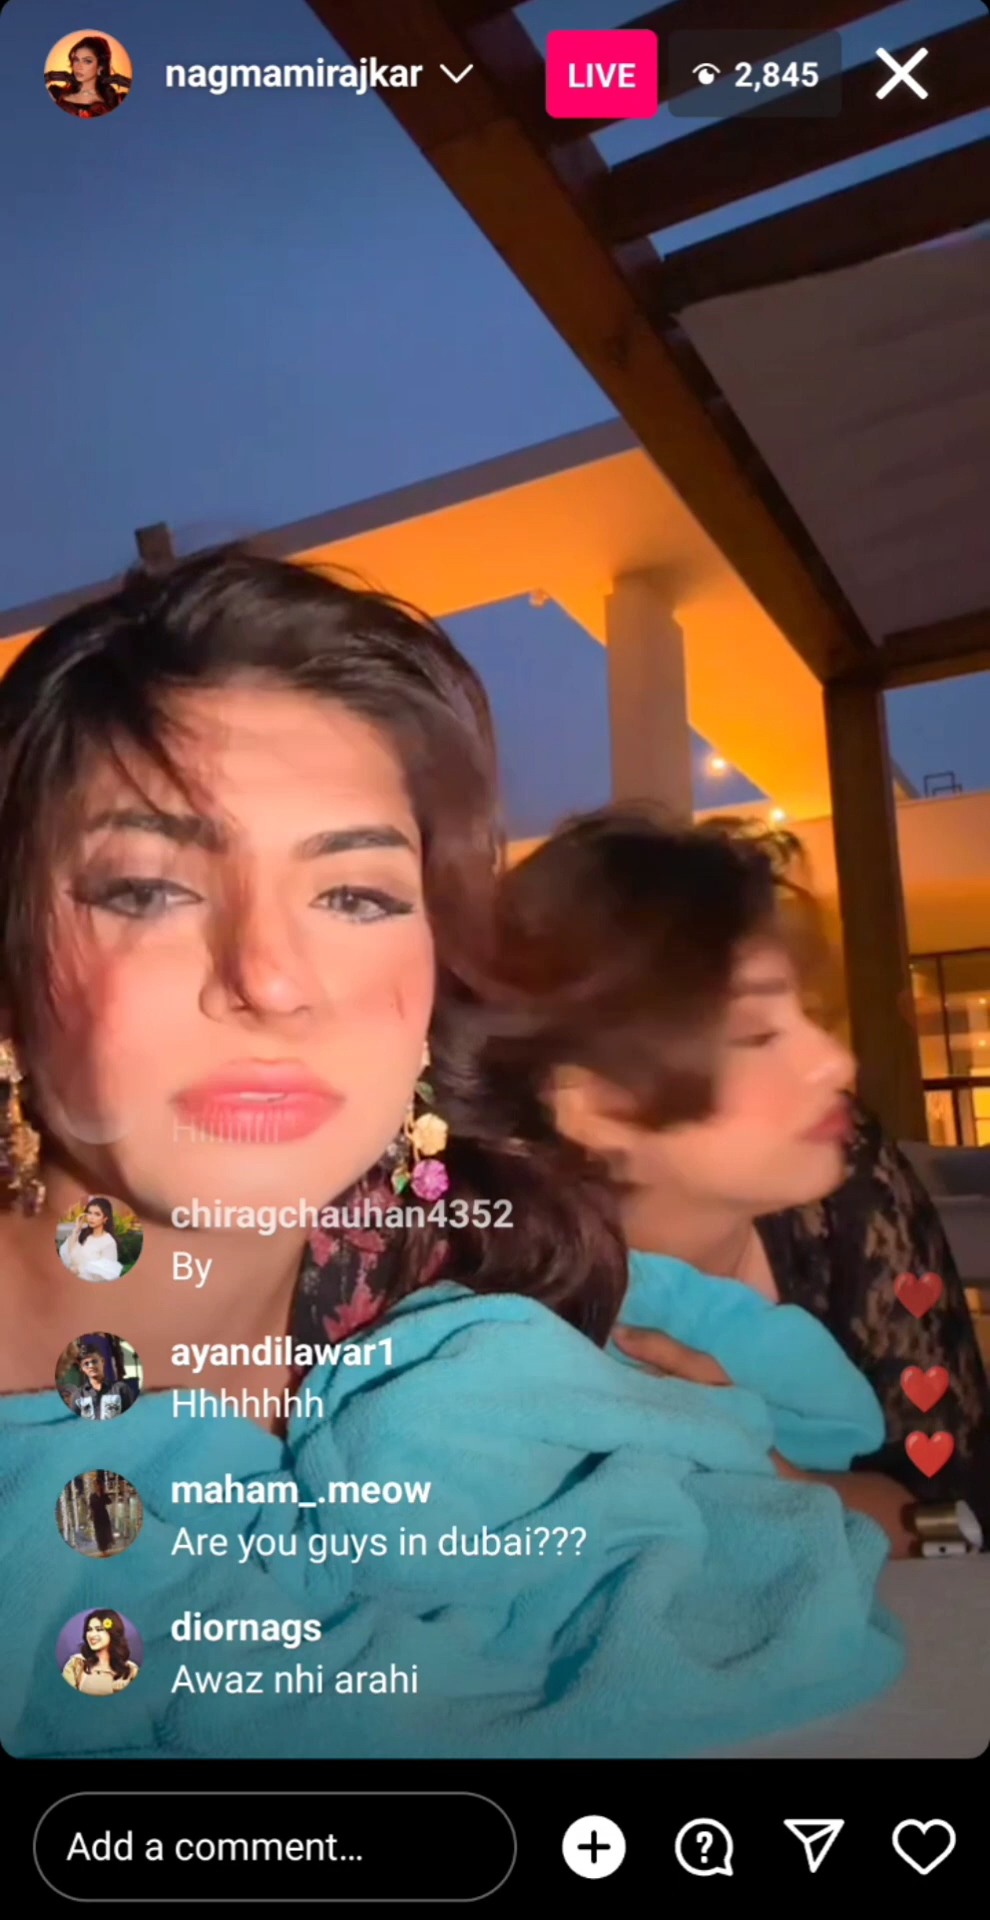 nagmamirajkar
LIVE
2,845
chiragchauhan4352
By
ayandilawar1
Hhhhhhh
maham_.meow
Are you guys in dubai???
diornags
Awaz nhi arahi
Add a comment...